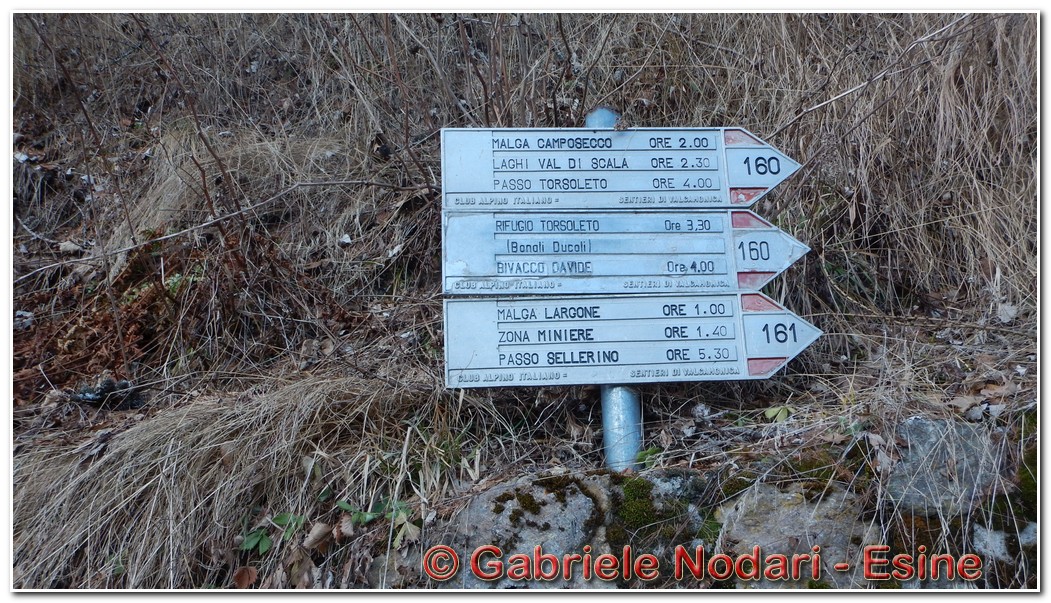 MALGA CAMPOSECCO ORE 2.00
LAGHI VAL DI SCALA ORE 2.30
PASSO TORSOLETO ORE 4.00
160
CLUB ALPINO ITALIANO = SENTIERI DI VALCAMONICA
RIFUGIO TORSOLETO Ore 3,30
(Bonali Ducoli)
BIVACCO DAVIDE Ore 4.00
160
CLUB ALPINO ITALIANO = SENTIERI DI VALCAMONICA
MALGA LARGONE ORE 1.00
ZONA MINIERE ORE 1.40
PASSO SELLERINO ORE 5.30
161
CLUB ALPINO ITALIANO = SENTIERI DI VALCAMONICA
© Gabriele Nodari - Esine